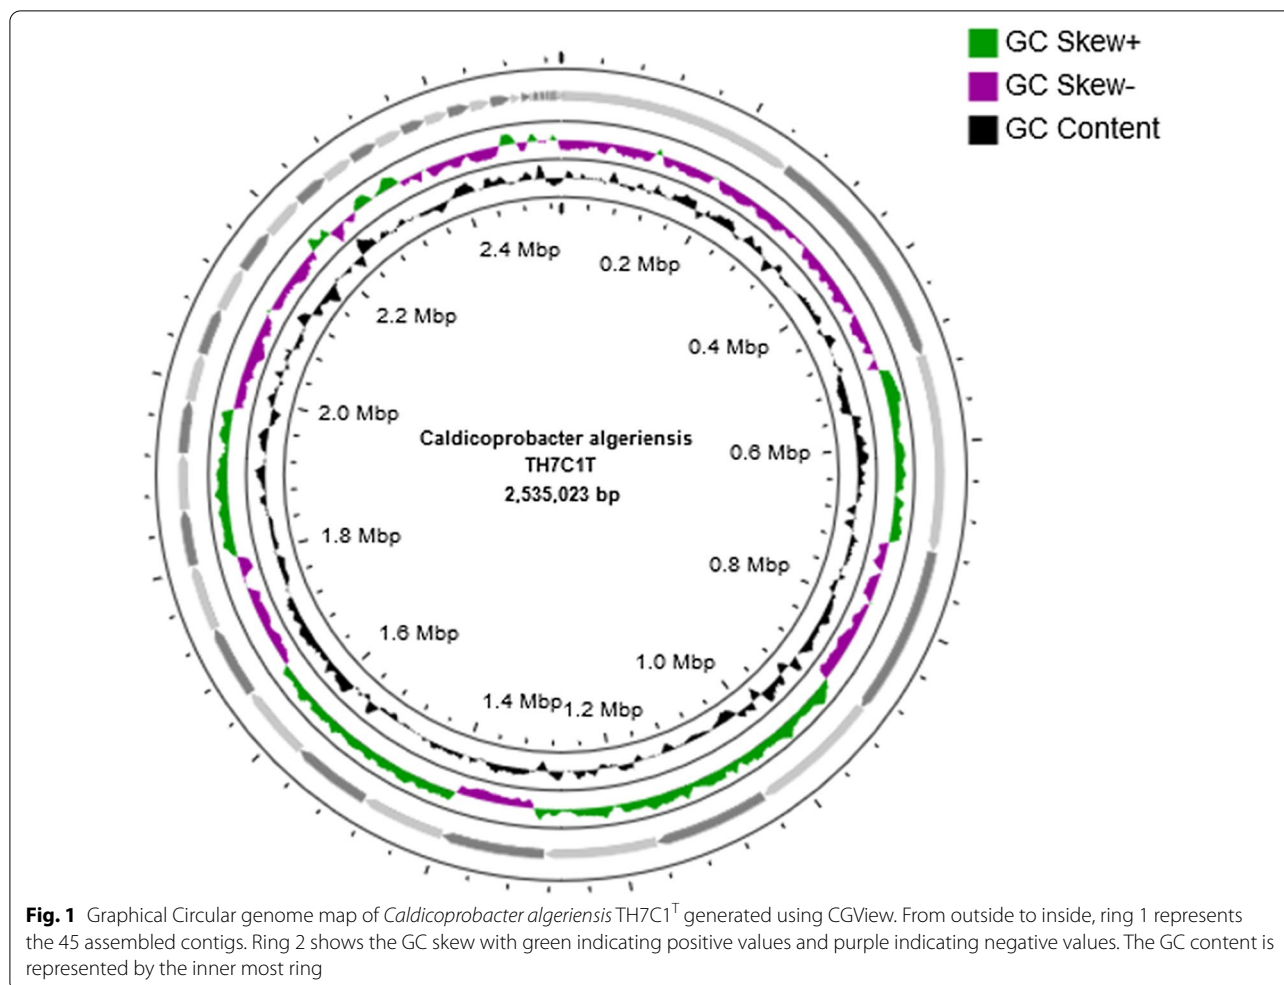 GC Skew+
GC Skew-
GC Content
2.4 Mbp
0.2 Mbp
2.2 Mbp
0.4 Mbp
2.0 Mbp
Caldicoprobacter algeriensis
TH7C1T
2,535,023 bp
0.6 Mbp
1.8 Mbp
0.8 Mbp
1.6 Mbp
1.0 Mbp
1.4 Mbp
1.2 Mbp
Fig. 1 Graphical Circular genome map of Caldicoprobacter algeriensis TH7C1ᵀ generated using CGView. From outside to inside, ring 1 represents
the 45 assembled contigs. Ring 2 shows the GC skew with green indicating positive values and purple indicating negative values. The GC content is
represented by the inner most ring